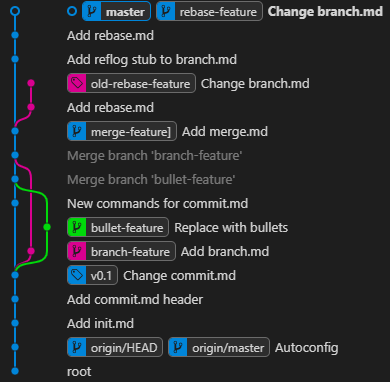 master rebase-feature Change branch.md
Add rebase.md
Add reflog stub to branch.md
old-rebase-feature Change branch.md
Add rebase.md
merge-feature] Add merge.md
Merge branch 'branch-feature'
Merge branch 'bullet-feature'
New commands for commit.md
bullet-feature Replace with bullets
branch-feature Add branch.md
v0.1 Change commit.md
Add commit.md header
Add init.md
origin/HEAD origin/master Autoconfig
root